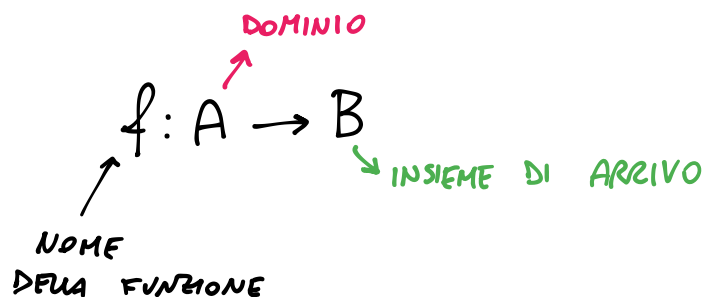 DOMINIO
f: A → B
INSIEME DI ARRIVO
NOME
DELLA FUNZIONE